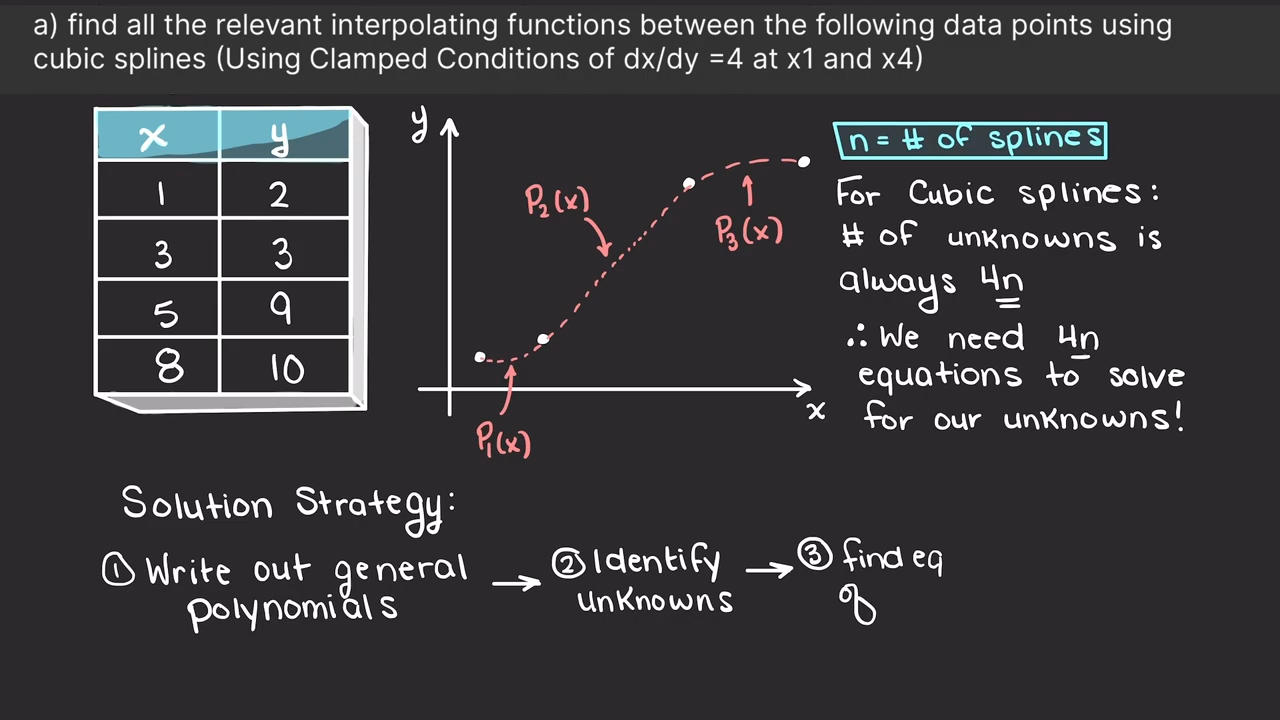 a) find all the relevant interpolating functions between the following data points using
cubic splines (Using Clamped Conditions of dx/dy =4 at x1 and x4)
x y
1 2
3 3
5 9
8 10
y
x
P₁(x)
P₂(x)
P₃(x)
n = # of splines
For Cubic splines:
# of unknowns is
always 4n
∴ We need 4n
equations to solve
for our unknowns!
Solution Strategy:
① Write out general
polynomials
→ ② Identify
unknowns
→ ③ find eq